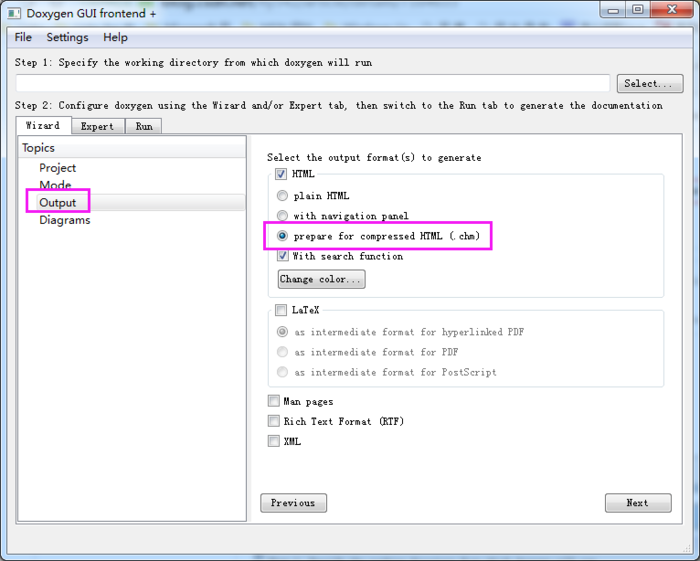 Doxygen GUI frontend +
File Settings Help
Step 1: Specify the working directory from which doxygen will run
Select...
Step 2: Configure doxygen using the Wizard and/or Expert tab, then switch to the Run tab to generate the documentation
Wizard Expert Run
Topics
Project
Mode
Output
Diagrams
Select the output format(s) to generate
HTML
plain HTML
with navigation panel
prepare for compressed HTML (.chm)
With search function
Change color...
LaTeX
as intermediate format for hyperlinked PDF
as intermediate format for PDF
as intermediate format for PostScript
Man pages
Rich Text Format (RTF)
XML
Previous Next